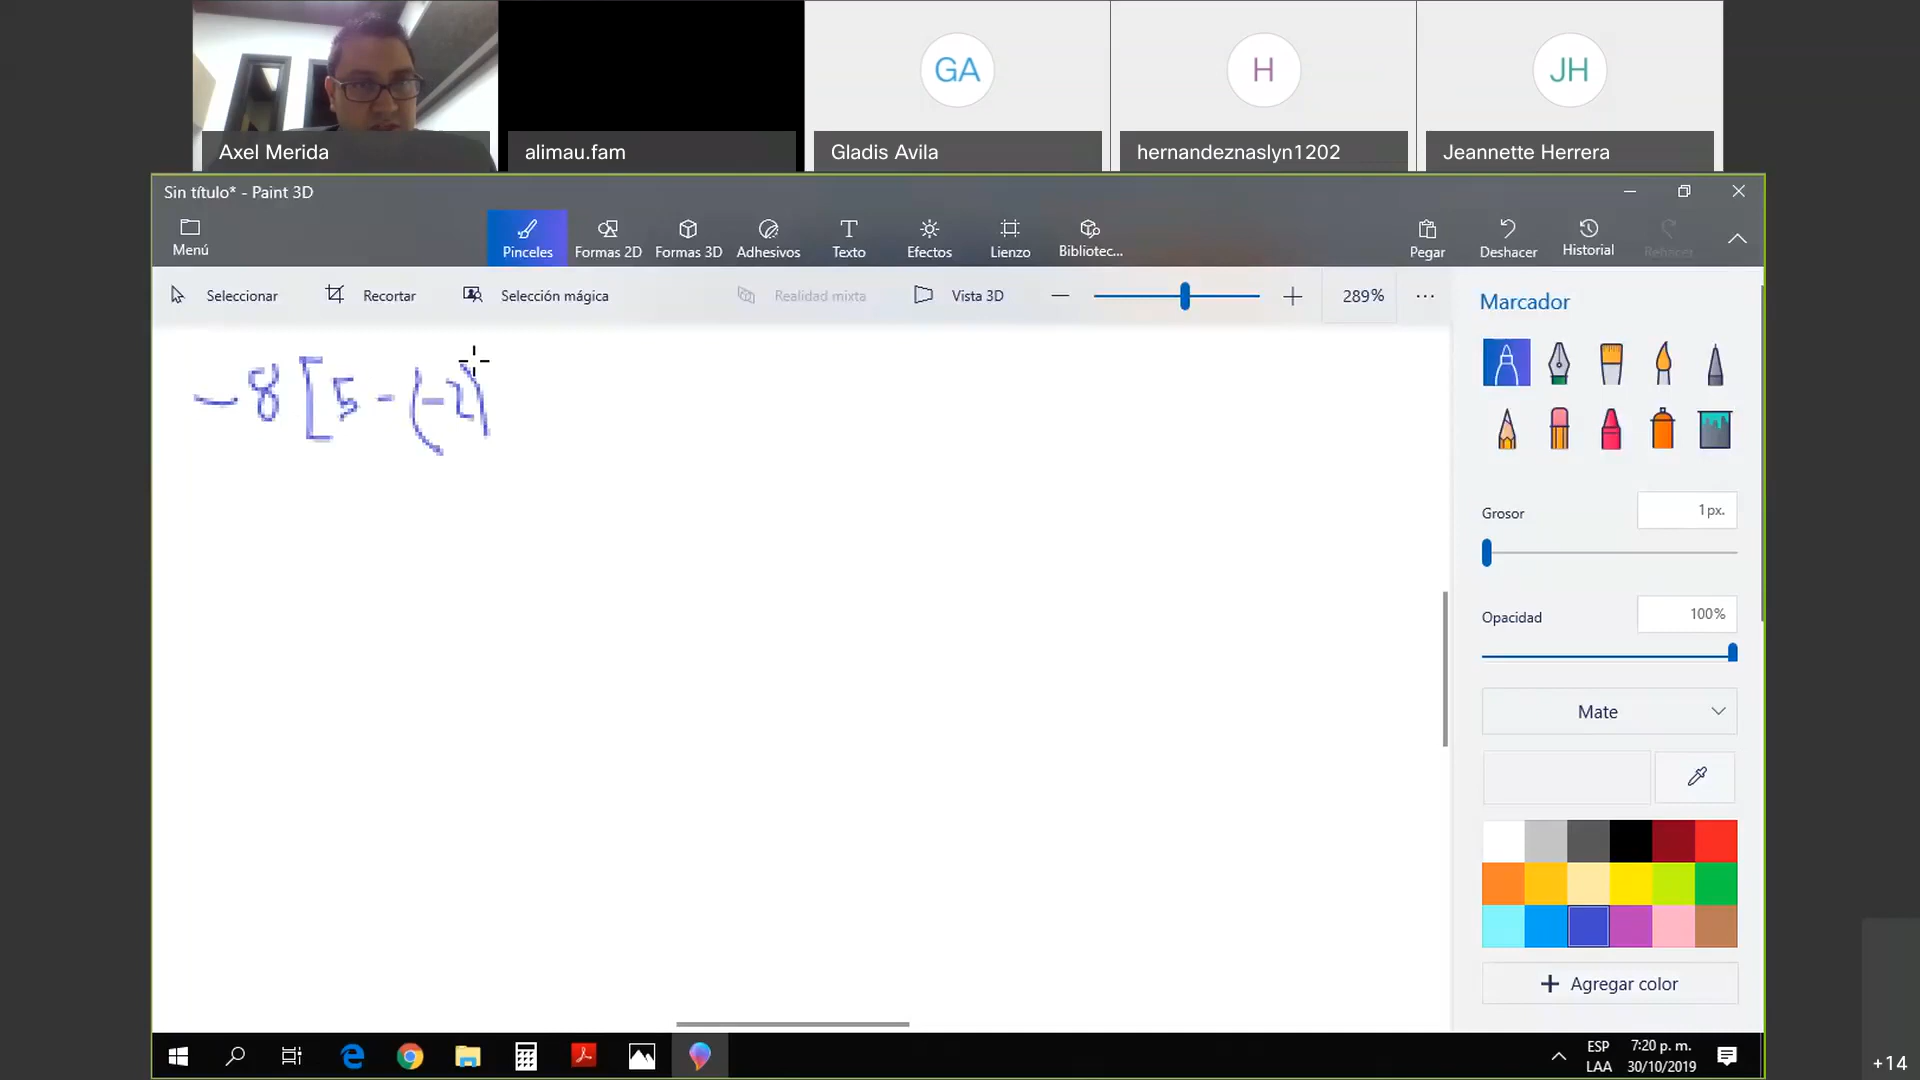 GA
H
JH
Axel Merida
alimau.fam
Gladis Avila
hernandeznaslyn1202
Jeannette Herrera
Sin título* - Paint 3D
Menú
Pinceles
Formas 2D
Formas 3D
Adhesivos
Texto
Efectos
Lienzo
Bibliotec...
Pegar
Deshacer
Historial
Rehacer
Seleccionar
Recortar
Selección mágica
Realidad mixta
Vista 3D
289%
Marcador
-8[5-(-2)
Grosor
1px.
Opacidad
100%
Mate
Agregar color
ESP
LAA
7:20 p. m.
30/10/2019
+14